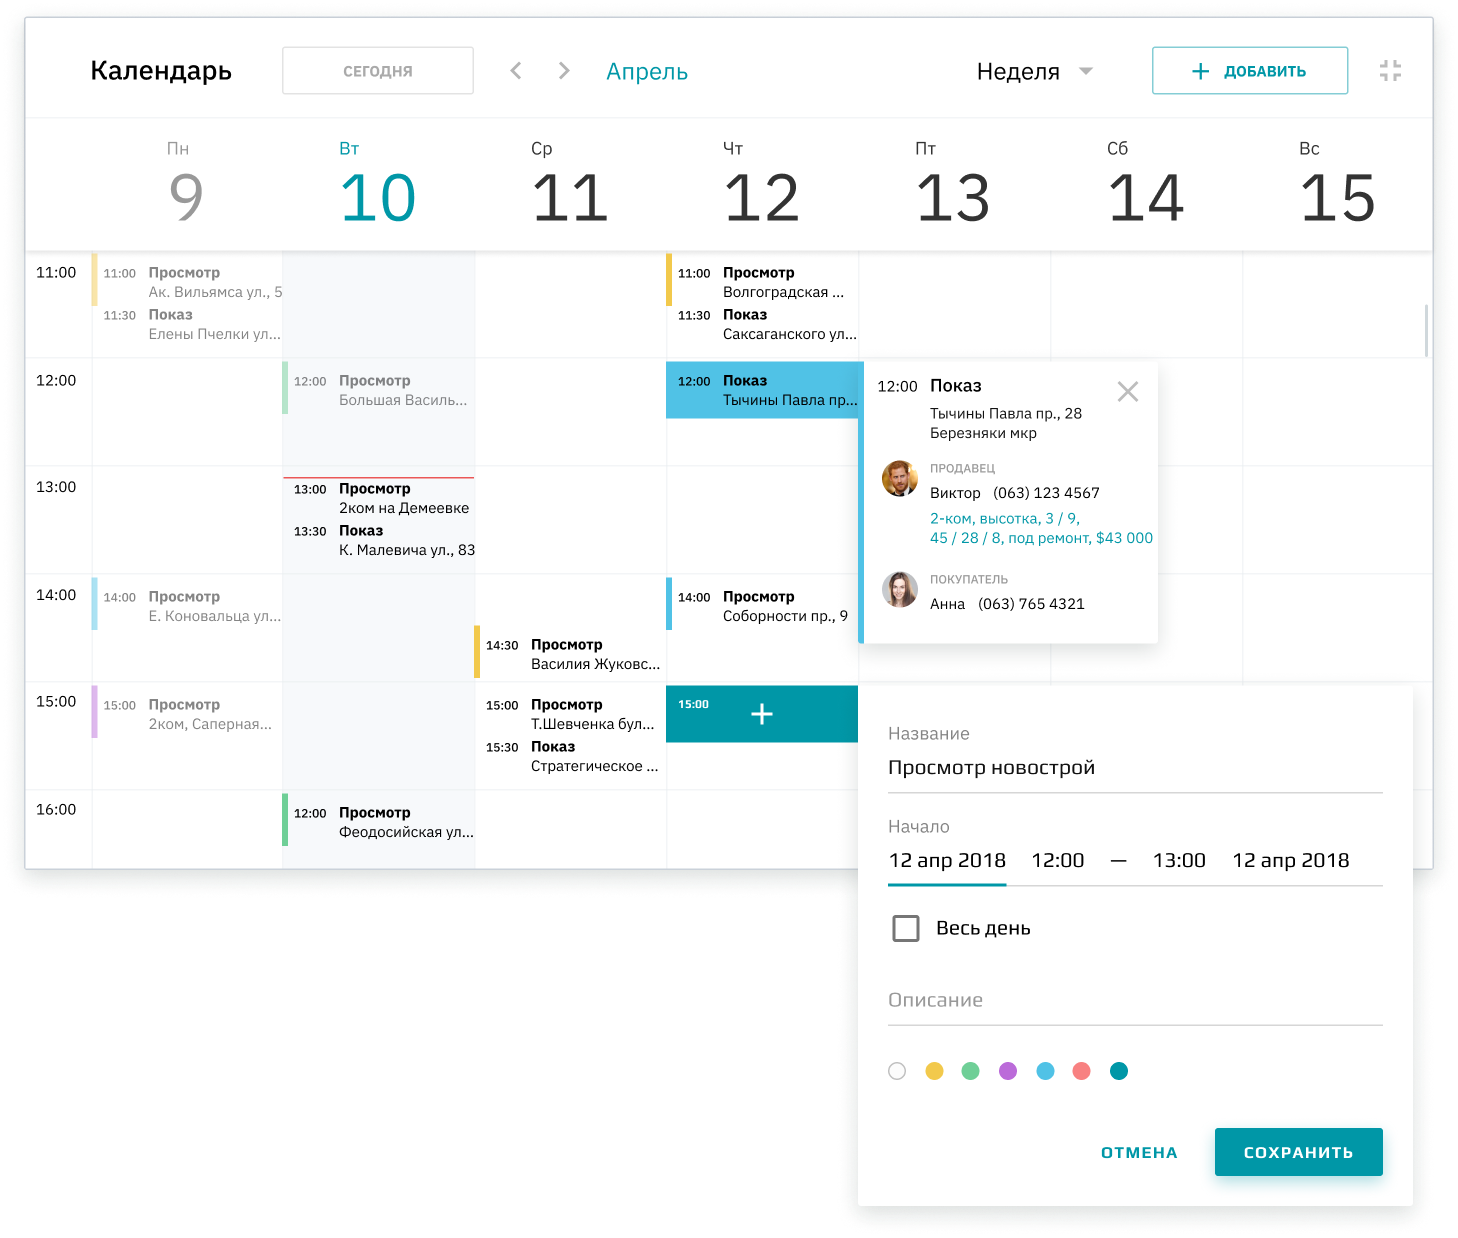 Календарь
СЕГОДНЯ
Апрель
Неделя
ДОБАВИТЬ
Пн
9
Вт
10
Ср
11
Чт
12
Пт
13
Сб
14
Вс
15
11:00
11:00 Просмотр
Ак. Вильямса ул., 5
11:30 Показ
Елены Пчелки ул...
11:00 Просмотр
Волгоградская ...
11:30 Показ
Саксаганского ул...
12:00
12:00 Просмотр
Большая Василь...
12:00 Показ
Тычины Павла пр...
12:00 Показ
Тычины Павла пр., 28
Березняки мкр
ПРОДАВЕЦ
Виктор (063) 123 4567
2-ком, высотка, 3 / 9,
45 / 28 / 8, под ремонт, $43 000
ПОКУПАТЕЛЬ
Анна (063) 765 4321
13:00
13:00 Просмотр
2ком на Демеевке
13:30 Показ
К. Малевича ул., 83
14:00
14:00 Просмотр
Е. Коновальца ул...
14:30 Просмотр
Василия Жуковс...
14:00 Просмотр
Соборности пр., 9
15:00
15:00 Просмотр
2ком, Саперная...
15:00 Просмотр
Т.Шевченка бул...
15:30 Показ
Стратегическое ...
15:00
16:00
12:00 Просмотр
Феодосийская ул...
Название
Просмотр новострой
Начало
12 апр 2018 12:00 — 13:00 12 апр 2018
Весь день
Описание
ОТМЕНА
СОХРАНИТЬ